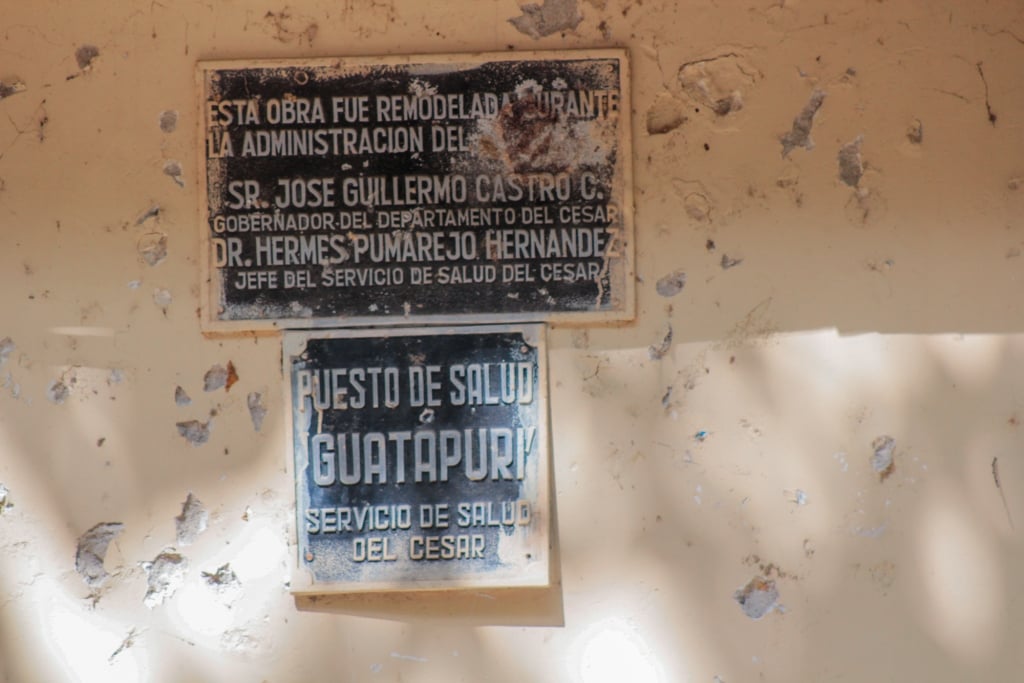 ESTA OBRA FUE REMODELADA DURANTE
LA ADMINISTRACION DEL
SR. JOSE GUILLERMO CASTRO C.
GOBERNADOR DEL DEPARTAMENTO DEL CESAR
DR. HERMES PUMAREJO HERNANDEZ
JEFE DEL SERVICIO DE SALUD DEL CESAR
PUESTO DE SALUD
GUATAPURI
SERVICIO DE SALUD
DEL CESAR